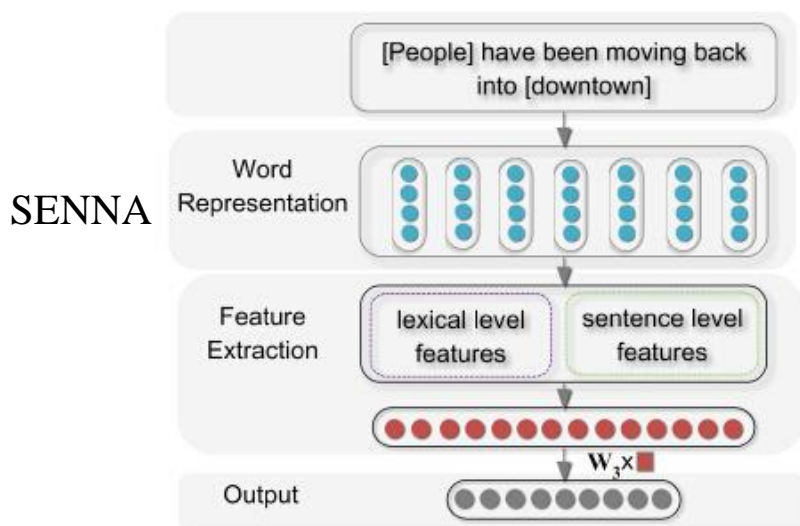 [People] have been moving back
into [downtown]
Word
Representation
SENNA
Feature
Extraction
lexical level
features
sentence level
features
W₃x
Output